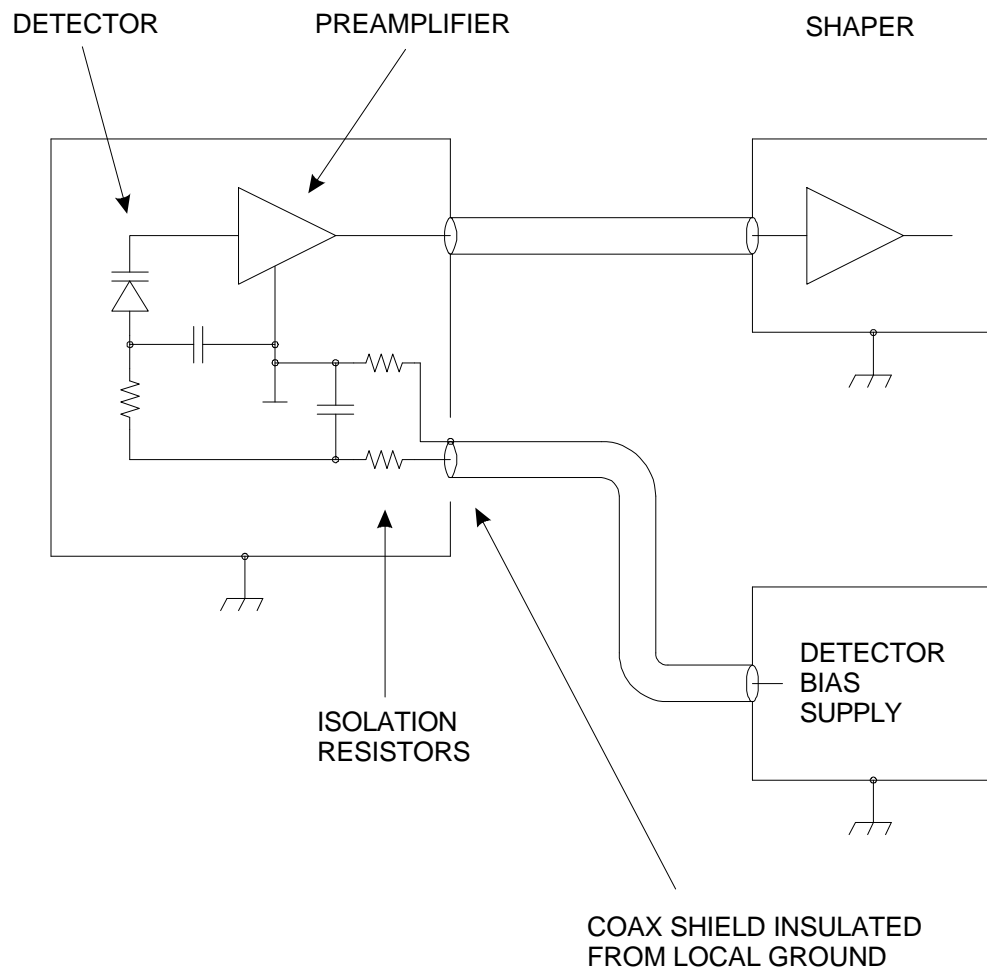 DETECTOR
PREAMPLIFIER
SHAPER
DETECTOR
BIAS
SUPPLY
ISOLATION
RESISTORS
COAX SHIELD INSULATED
FROM LOCAL GROUND